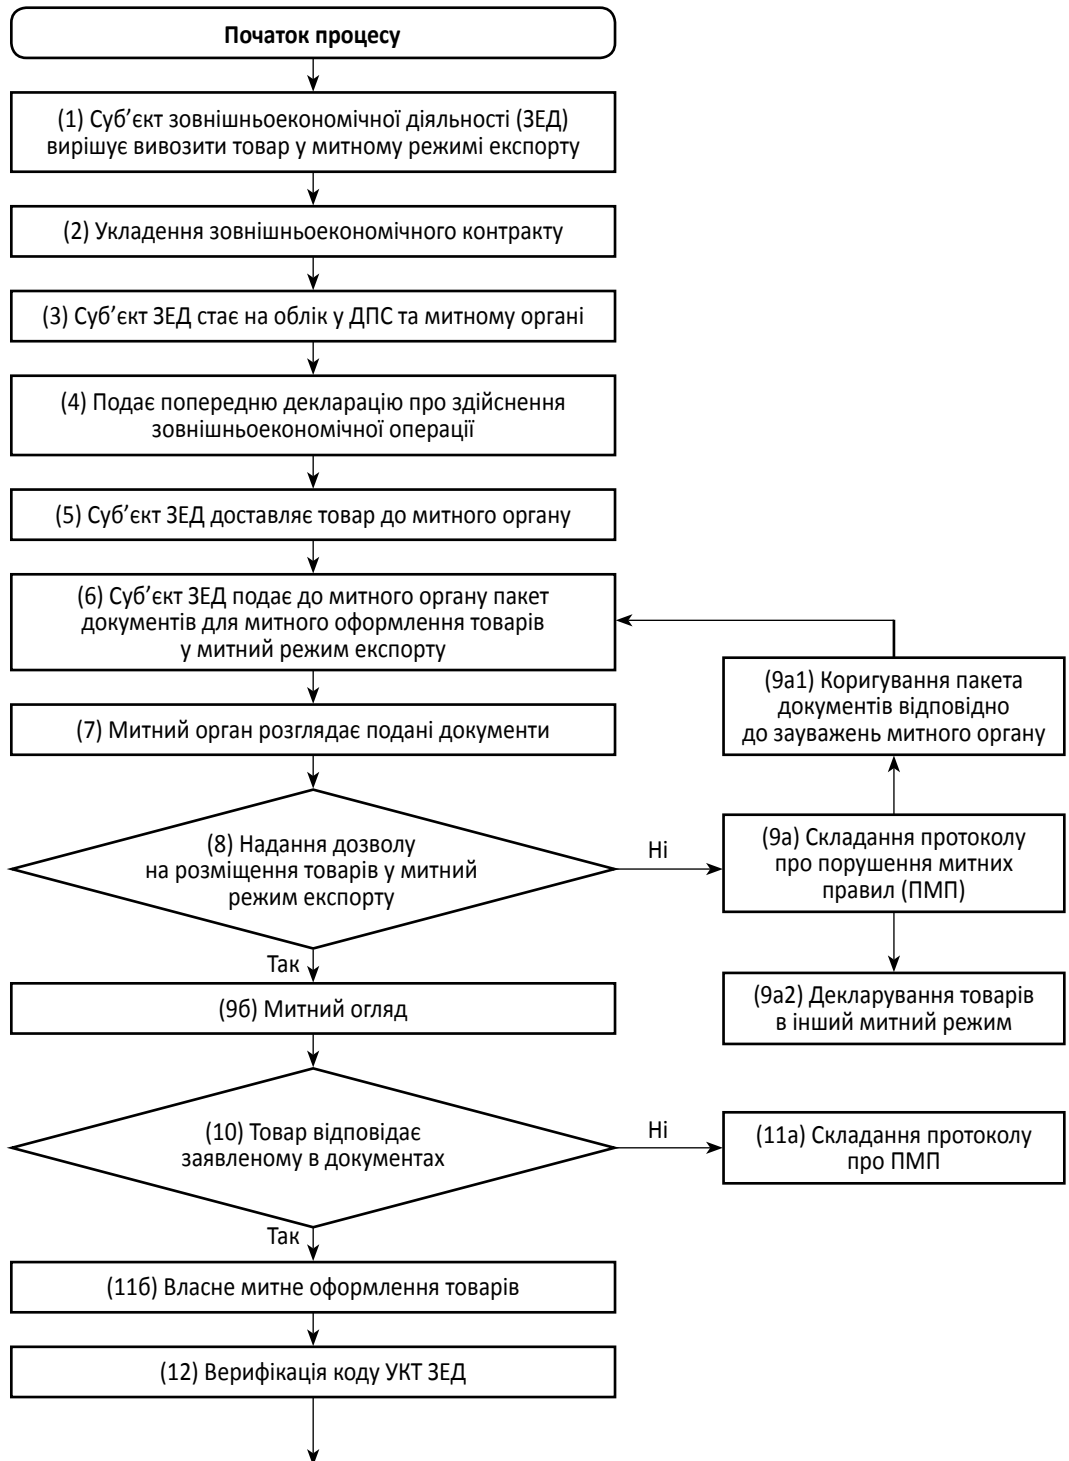 Початок процесу
(1) Суб’єкт зовнішньоекономічної діяльності (ЗЕД)
вирішує вивозити товар у митному режимі експорту
(2) Укладення зовнішньоекономічного контракту
(3) Суб’єкт ЗЕД стає на облік у ДПС та митному органі
(4) Подає попередню декларацію про здійснення
зовнішньоекономічної операції
(5) Суб’єкт ЗЕД доставляє товар до митного органу
(6) Суб’єкт ЗЕД подає до митного органу пакет
документів для митного оформлення товарів
у митний режим експорту
(9а1) Коригування пакета
документів відповідно
до зауважень митного органу
(7) Митний орган розглядає подані документи
(8) Надання дозволу
на розміщення товарів у митний
режим експорту
Ні
(9а) Складання протоколу
про порушення митних
правил (ПМП)
Так
(9б) Митний огляд
(9а2) Декларування товарів
в інший митний режим
(10) Товар відповідає
заявленому в документах
Ні
(11а) Складання протоколу
про ПМП
Так
(11б) Власне митне оформлення товарів
(12) Верифікація коду УКТ ЗЕД